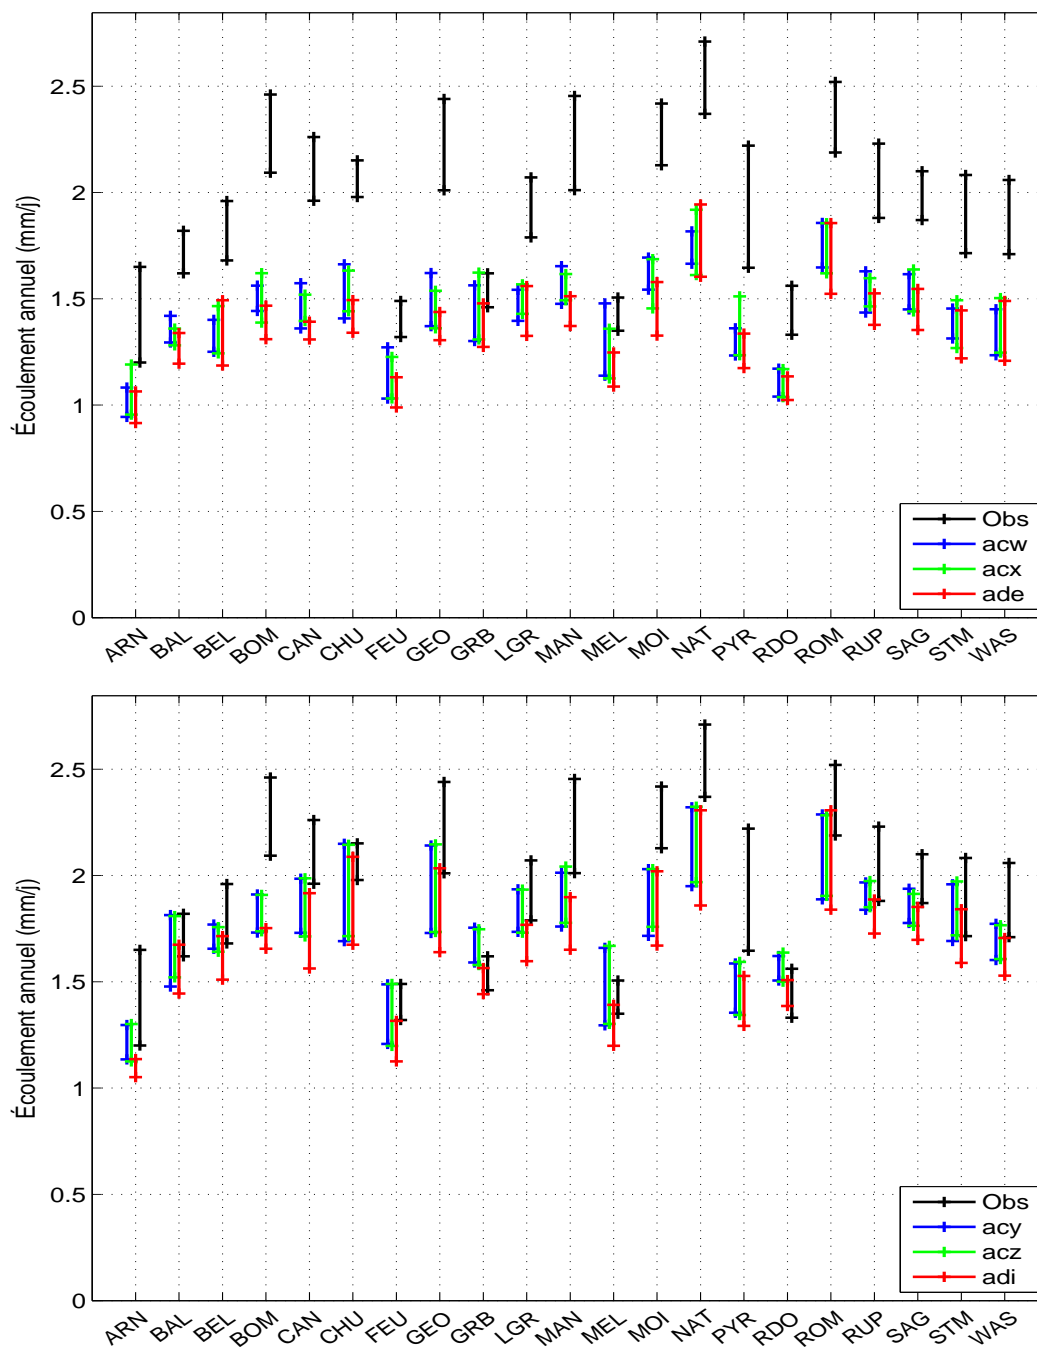 Écoulement annuel (mm/j)
2.5
2
1.5
1
0.5
0
Obs
acw
acx
ade
ARN BAL BEL BOM CAN CHU FEU GEO GRB LGR MAN MEL MOI NAT PYR RDO ROM RUP SAG STM WAS
Écoulement annuel (mm/j)
2.5
2
1.5
1
0.5
0
Obs
acy
acz
adi
ARN BAL BEL BOM CAN CHU FEU GEO GRB LGR MAN MEL MOI NAT PYR RDO ROM RUP SAG STM WAS